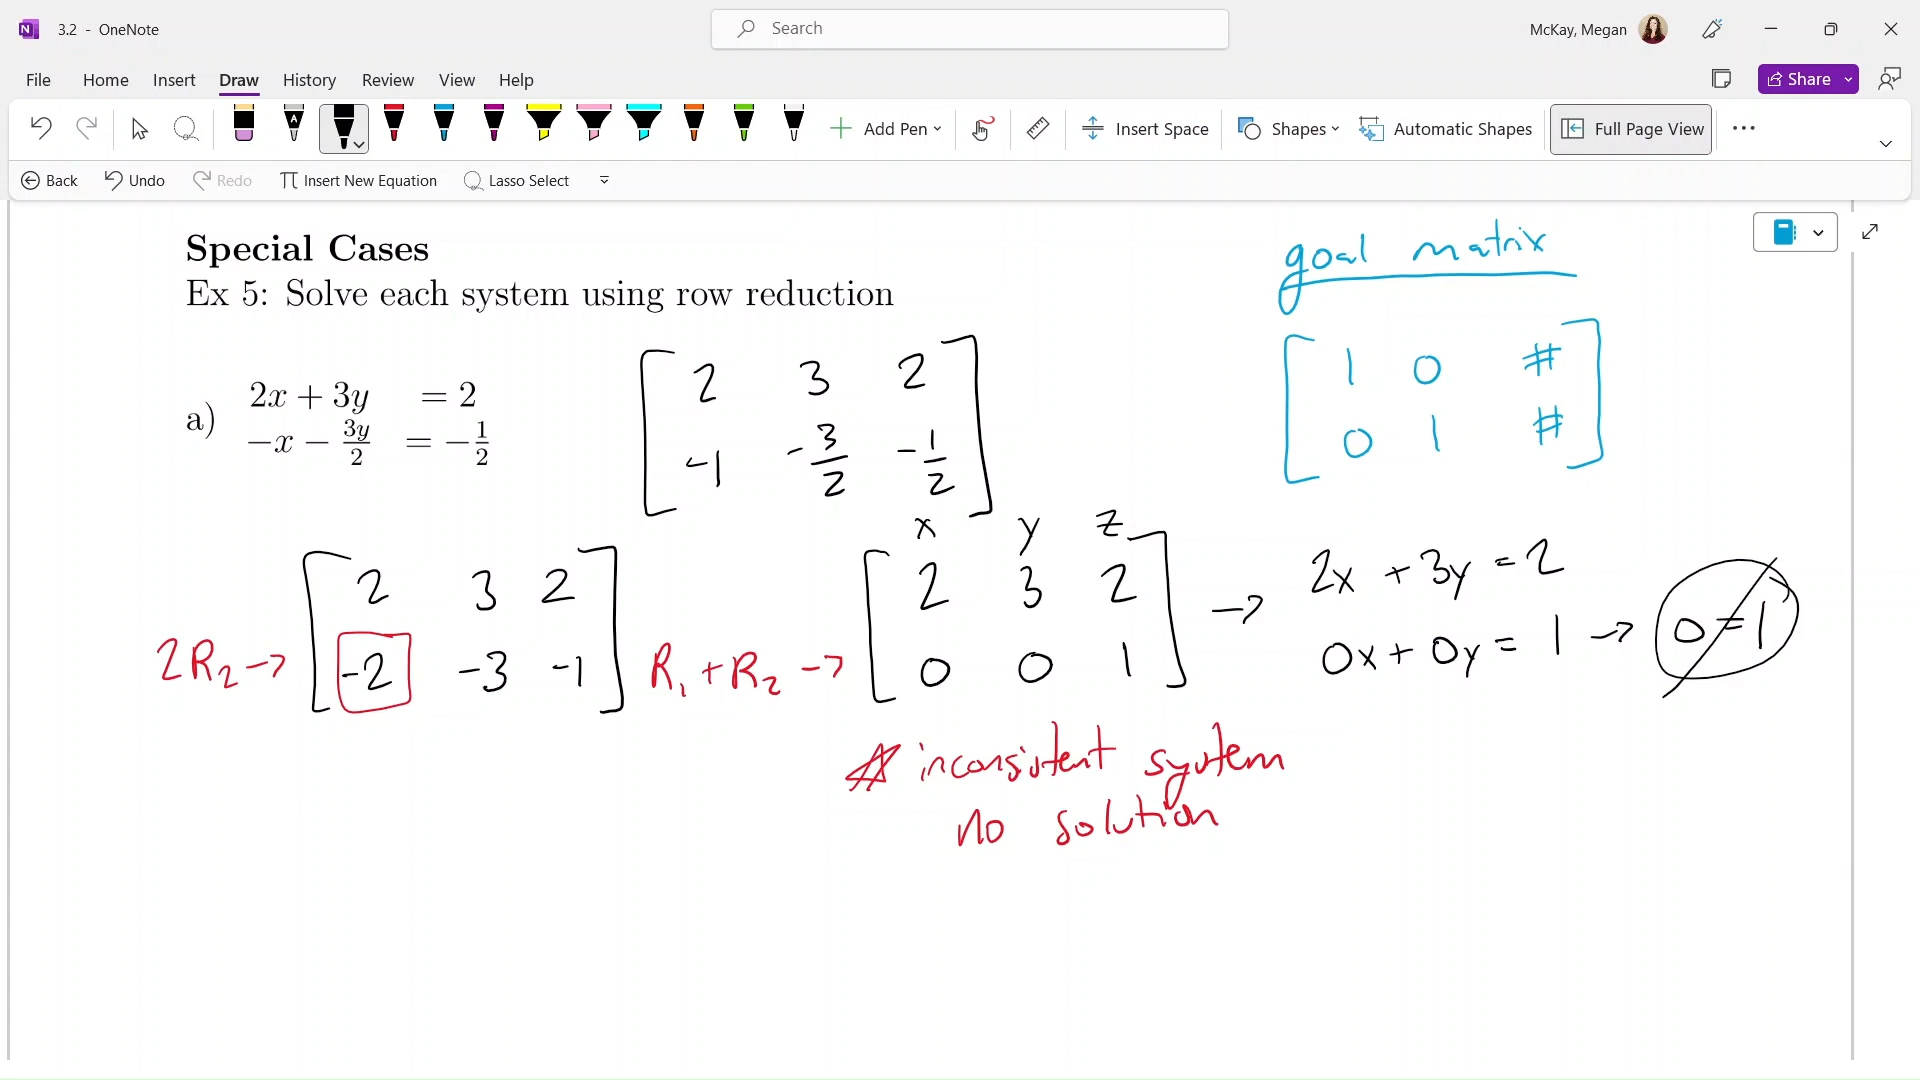 3.2 - OneNote
Search
McKay, Megan
File Home Insert Draw History Review View Help
Share
A
Add Pen
Insert Space
Shapes
Automatic Shapes
Full Page View
Back Undo Redo π Insert New Equation Lasso Select
Special Cases
goal matrix
Ex 5: Solve each system using row reduction
a) 2x + 3y = 2
-x - 3y/2 = -1/2
[2 3 2
-1 -3/2 -1/2]
[1 0 #
0 1 #]
2R₂ → [2 3 2
-2 -3 -1]
R₁ + R₂ →
x y z
[2 3 2
0 0 1]
→ 2x + 3y = 2
0x + 0y = 1 → 0 = 1
* inconsistent system
no solution